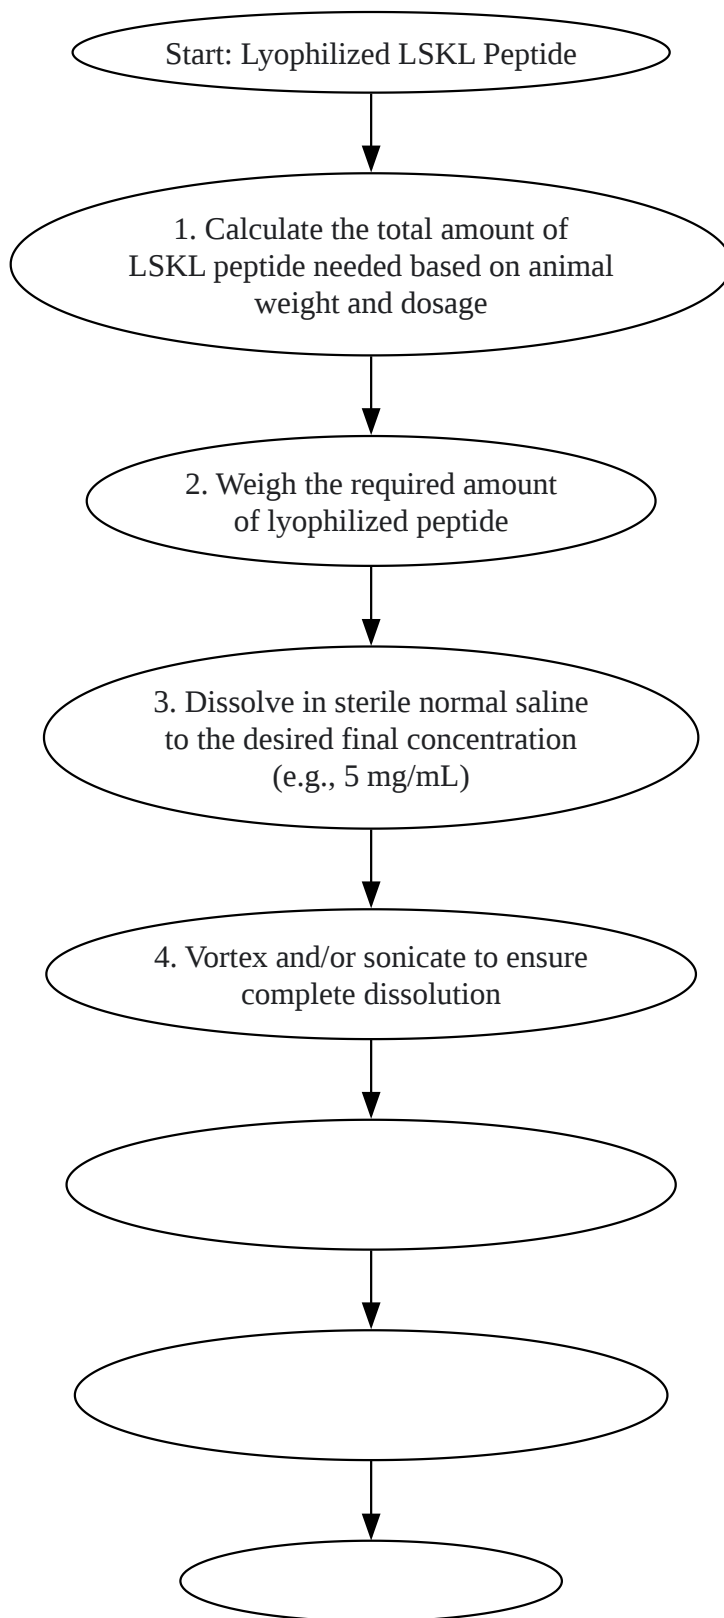 Start: Lyophilized LSKL Peptide
1. Calculate the total amount of
LSKL peptide needed based on animal
weight and dosage
2. Weigh the required amount
of lyophilized peptide
3. Dissolve in sterile normal saline
to the desired final concentration
(e.g., 5 mg/mL)
4. Vortex and/or sonicate to ensure
complete dissolution